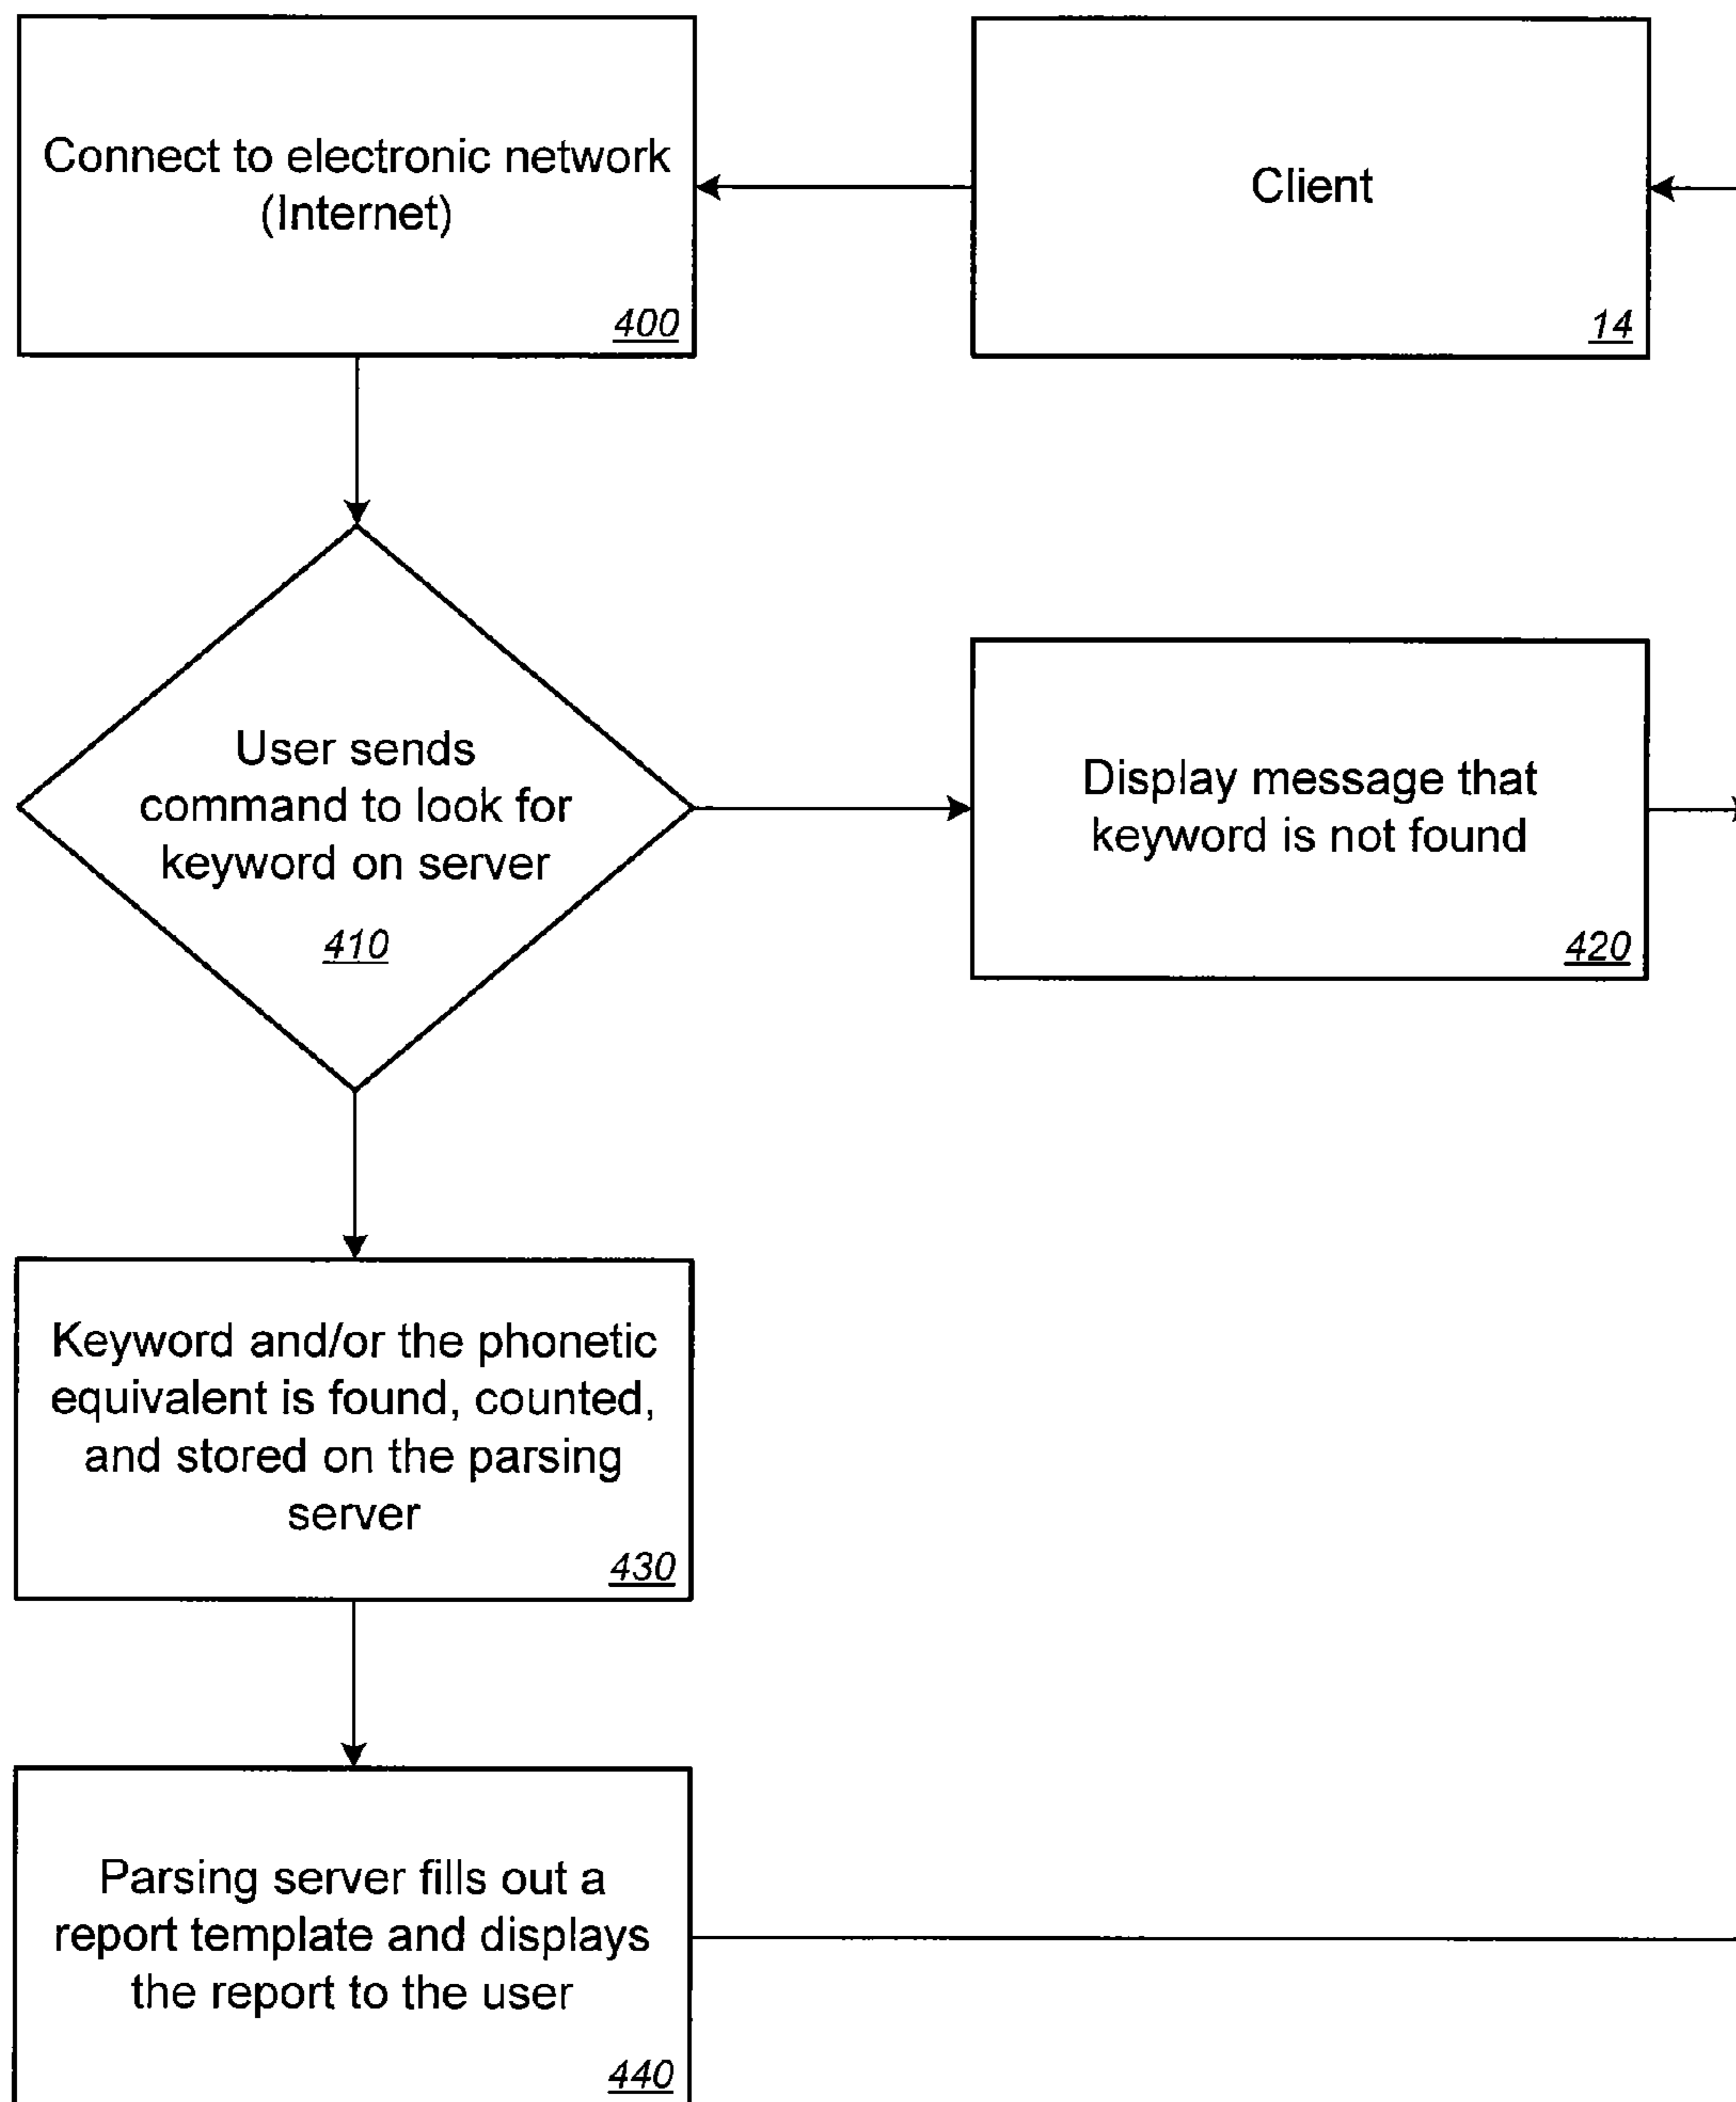 Connect to electronic network
(Internet)
400
Client
14
User sends
command to look for
keyword on server
410
Display message that
keyword is not found
420
Keyword and/or the phonetic
equivalent is found, counted,
and stored on the parsing
server
430
Parsing server fills out a
report template and displays
the report to the user
440